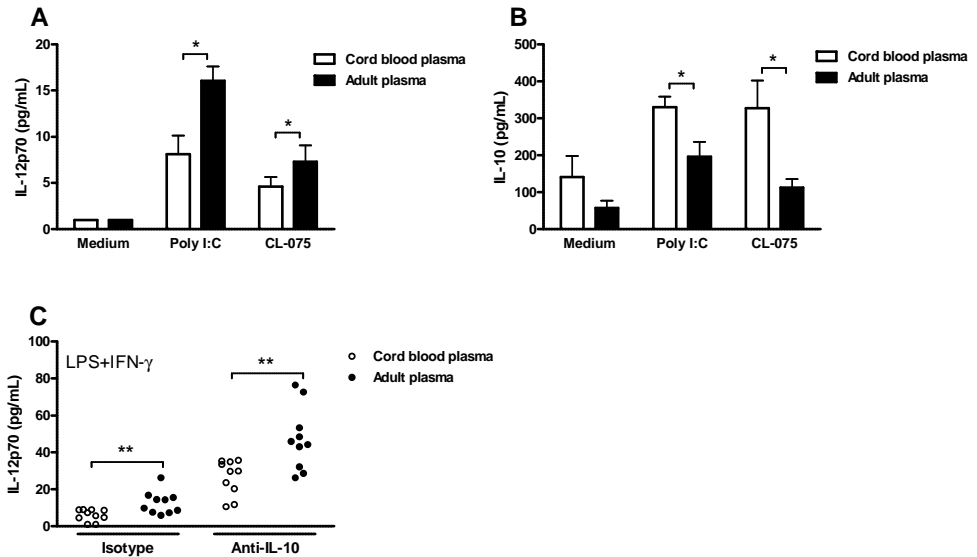 A
IL-12p70 (pg/mL)
20
15
10
5
0
*
*
Medium
Poly I:C
CL-075
Cord blood plasma
Adult plasma
B
IL-10 (pg/mL)
500
400
300
200
100
0
*
*
Medium
Poly I:C
CL-075
Cord blood plasma
Adult plasma
C
IL-12p70 (pg/mL)
100
80
60
40
20
0
LPS+IFN-γ
**
**
Isotype
Anti-IL-10
Cord blood plasma
Adult plasma